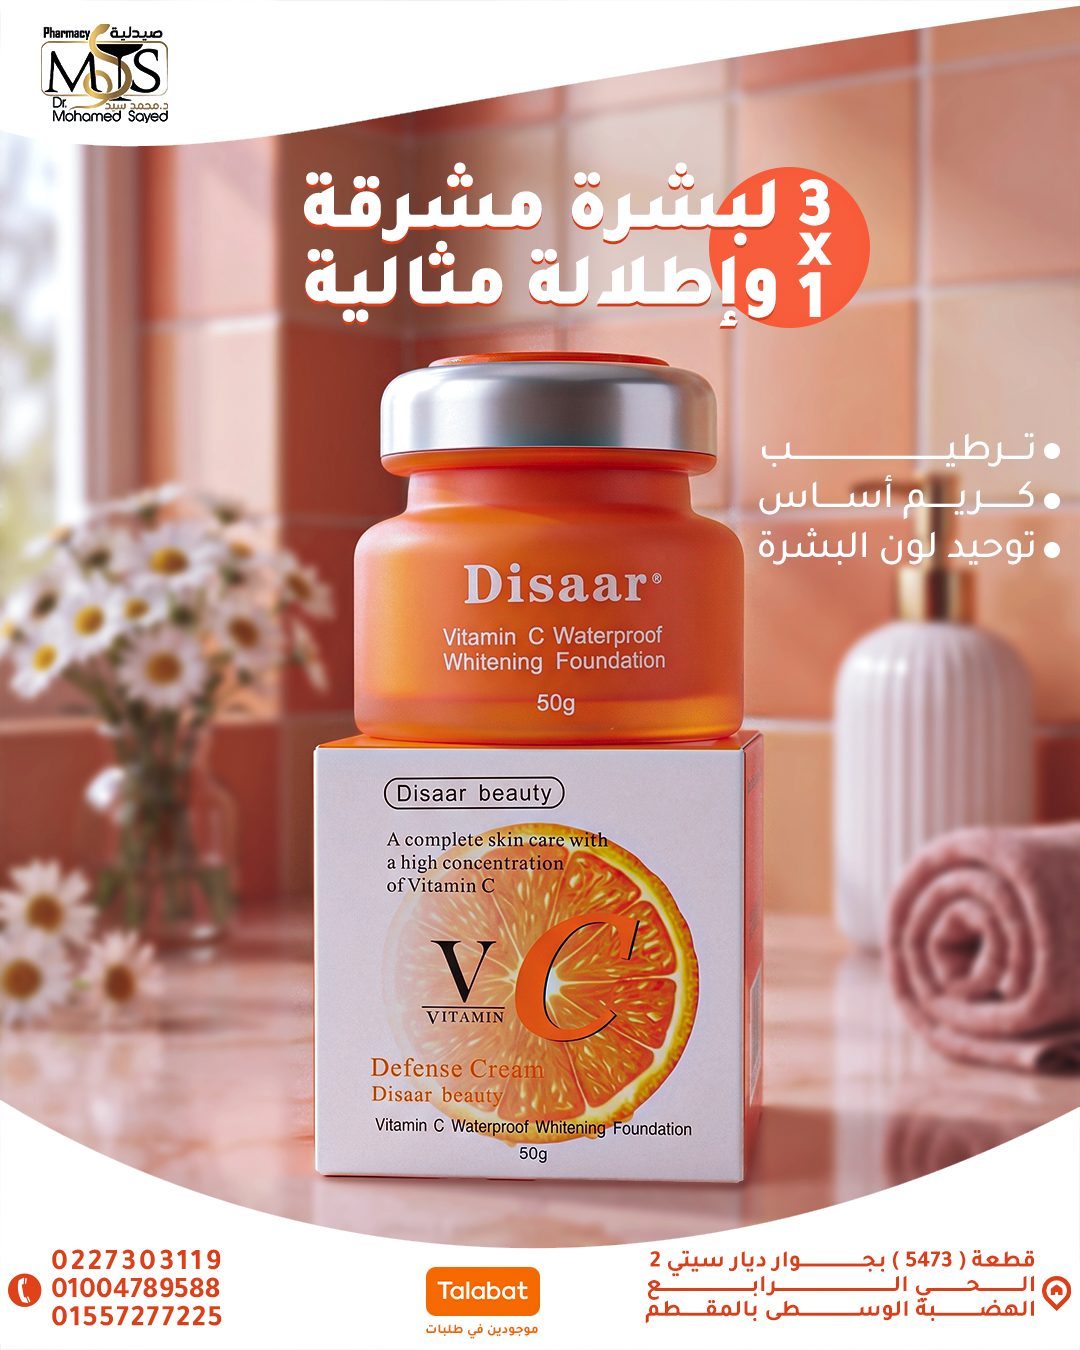 Pharmacy صيدلية
MS
Dr. د.محمد سيد
Mohamed Sayed
3 x 1
لبشرة مشرقة
وإطلالة مثالية
ترطيب
كريم أساس
توحيد لون البشرة
Disaar®
Vitamin C Waterproof
Whitening Foundation
50g
Disaar beauty
A complete skin care with
a high concentration
of Vitamin C
V C
VITAMIN
Defense Cream
Disaar beauty
Vitamin C Waterproof Whitening Foundation
50g
0227303119
01004789588
01557277225
Talabat
موجودين في طلبات
قطعة ( 5473 ) بجوار ديار سيتي 2
الحي الرابع
الهضبة الوسطى بالمقطم